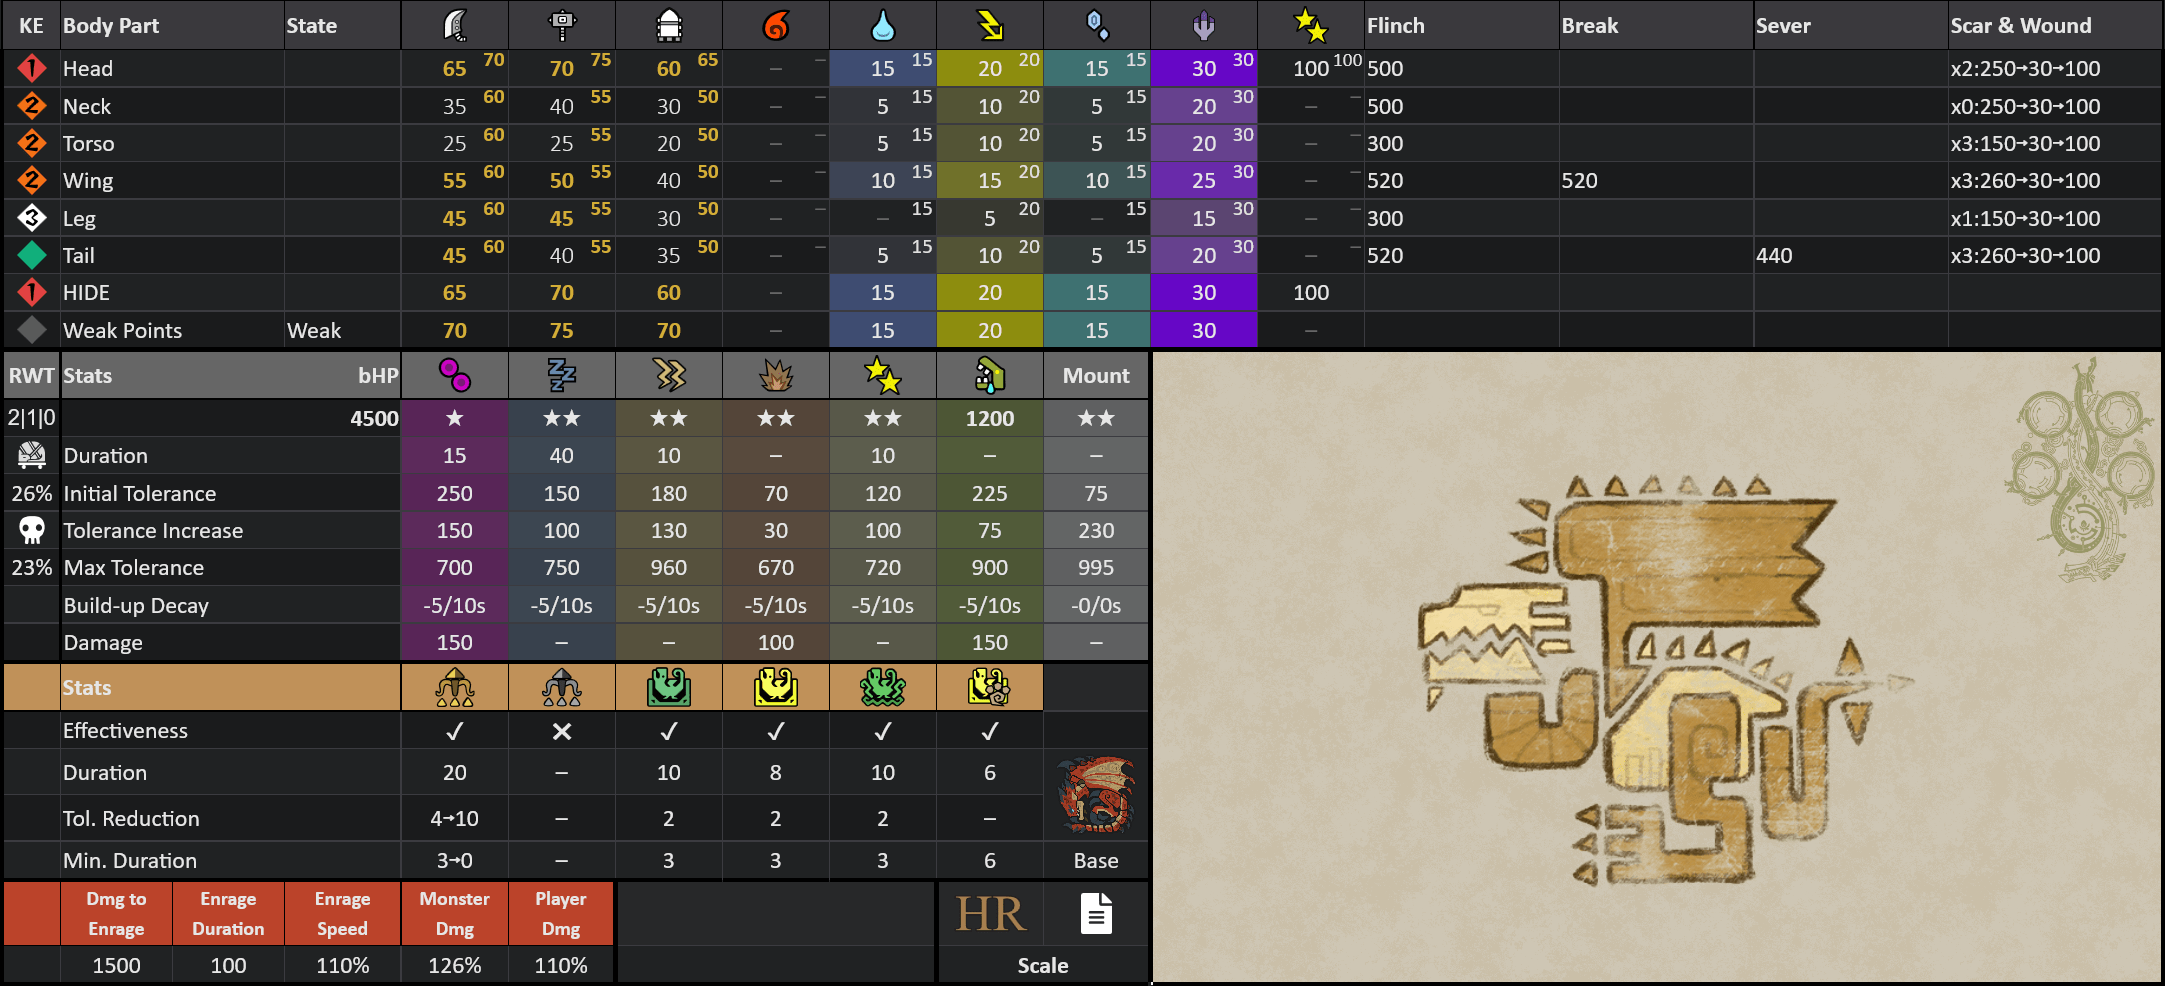 KE Body Part State Flinch Break Sever Scar & Wound
1 Head 65 70 70 75 60 65 – – 15 15 20 20 15 15 30 30 100 100 500 x2:250→30→100
2 Neck 35 60 40 55 30 50 – – 5 15 10 20 5 15 20 30 – – 500 x0:250→30→100
2 Torso 25 60 25 55 20 50 – – 5 15 10 20 5 15 20 30 – – 300 x3:150→30→100
2 Wing 55 60 50 55 40 50 – – 10 15 15 20 10 15 25 30 – – 520 520 x3:260→30→100
3 Leg 45 60 45 55 30 50 – – – 15 5 20 – 15 15 30 – – 300 x1:150→30→100
Tail 45 60 40 55 35 50 – – 5 15 10 20 5 15 20 30 – – 520 440 x3:260→30→100
1 HIDE 65 70 60 – 15 20 15 30 100
Weak Points Weak 70 75 70 – 15 20 15 30 –
RWT Stats bHP Mount
2|1|0 4500 ★ ★★ ★★ ★★ ★★ 1200 ★★
Duration 15 40 10 – 10 – –
26% Initial Tolerance 250 150 180 70 120 225 75
Tolerance Increase 150 100 130 30 100 75 230
23% Max Tolerance 700 750 960 670 720 900 995
Build-up Decay -5/10s -5/10s -5/10s -5/10s -5/10s -5/10s -0/0s
Damage 150 – – 100 – 150 –
Stats
Effectiveness ✓ ✕ ✓ ✓ ✓ ✓
Duration 20 – 10 8 10 6
Tol. Reduction 4→10 – 2 2 2 –
Min. Duration 3→0 – 3 3 3 6 Base
Dmg to Enrage Enrage Duration Enrage Speed Monster Dmg Player Dmg HR
1500 100 110% 126% 110% Scale